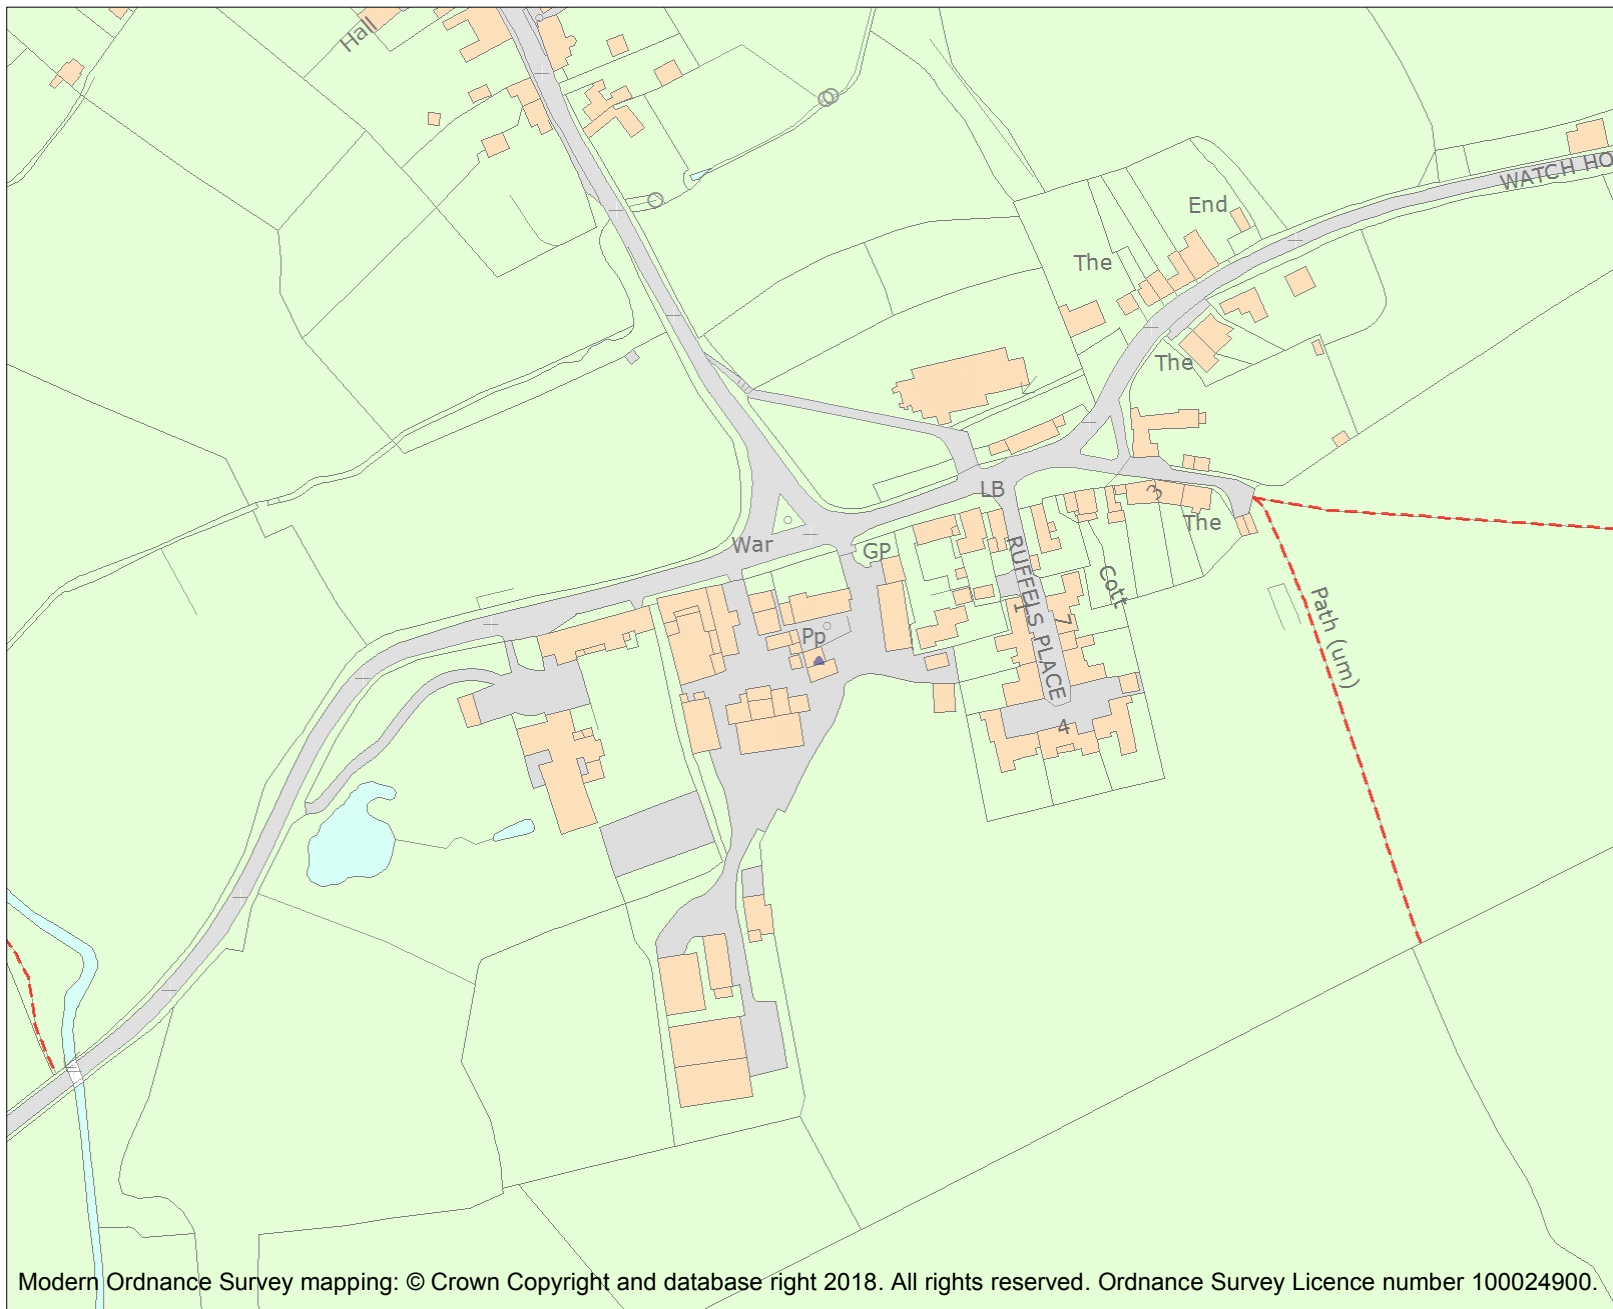 Hall
WATCH HO
End
The
The
LB
3
The
War
GP
RUFFELS PLACE
Cott
1
7
Path (um)
Pp
4
Modern Ordnance Survey mapping: © Crown Copyright and database right 2018. All rights reserved. Ordnance Survey Licence number 100024900.